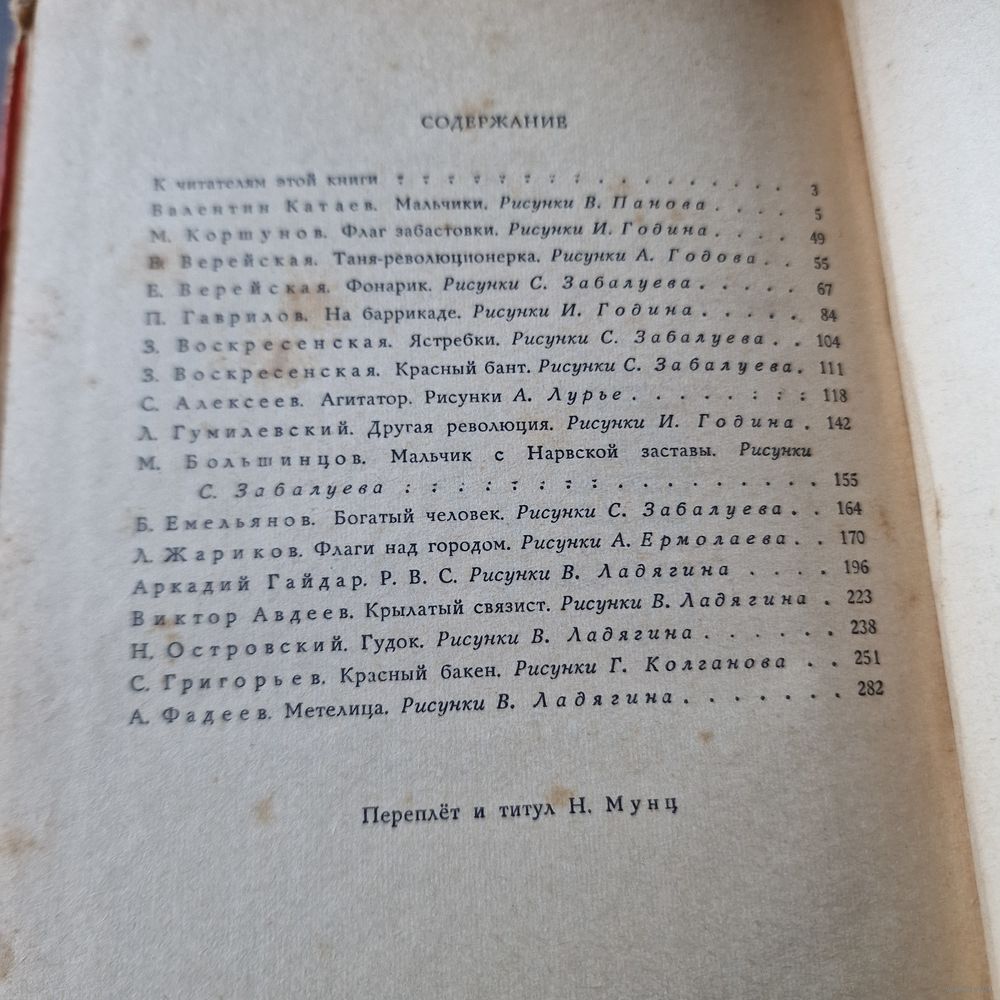 СОДЕРЖАНИЕ
К читателям этой книги : : : : : : : : . . . . . . . . 3
Валентин Катаев. Мальчики. Рисунки В. Панова. . . . 5
М. Коршунов. Флаг забастовки. Рисунки И. Година. . . . 49
Е. Верейская. Таня-революционерка. Рисунки А. Годова. . 55
Е. Верейская. Фонарик. Рисунки С. Забалуева. . . . . 67
П. Гаврилов. На баррикаде. Рисунки И. Година. . . . . 84
З. Воскресенская. Ястребки. Рисунки С. Забалуева. . 104
З. Воскресенская. Красный бант. Рисунки С. Забалуева. 111
С. Алексеев. Агитатор. Рисунки А. Лурье . . . . : : : 118
Л. Гумилевский. Другая революция. Рисунки И. Година. 142
М. Большинцов. Мальчик с Нарвской заставы. Рисунки
С. Забалуева : : : : : : : : . . . . . . . . . 155
Б. Емельянов. Богатый человек. Рисунки С. Забалуева. . 164
Л. Жариков. Флаги над городом. Рисунки А. Ермолаева. . 170
Аркадий Гайдар. Р. В. С. Рисунки В. Ладягина . . . . 196
Виктор Авдеев. Крылатый связист. Рисунки В. Ладягина . 223
Н. Островский. Гудок. Рисунки В. Ладягина . . . . . . 238
С. Григорьев. Красный бакен. Рисунки Г. Колганова . . 251
А. Фадеев. Метелица. Рисунки В. Ладягина . . . . . . . 282
Переплёт и титул Н. Мунц